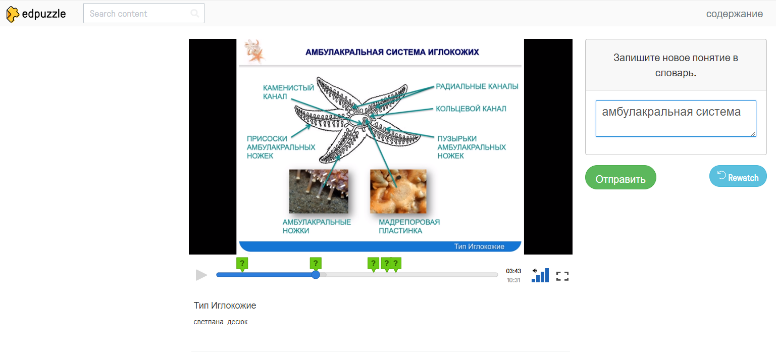 edpuzzle
Search content
содержание
АМБУЛАКРАЛЬНАЯ СИСТЕМА ИГЛОКОЖИХ
КАМЕНИСТЫЙ
КАНАЛ
РАДИАЛЬНЫЕ КАНАЛЫ
КОЛЬЦЕВОЙ КАНАЛ
ПРИСОСКИ
АМБУЛАКРАЛЬНЫХ
НОЖЕК
ПУЗЫРЬКИ
АМБУЛАКРАЛЬНЫХ
НОЖЕК
АМБУЛАКРАЛЬНЫЕ
НОЖКИ
МАДРЕПОРОВАЯ
ПЛАСТИНКА
Тип Иглокожие
Запишите новое понятие в
словарь.
амбулакральная система
Отправить
Rewatch
? ? ? ? ?
03:43
10:31
Тип Иглокожие
светлана